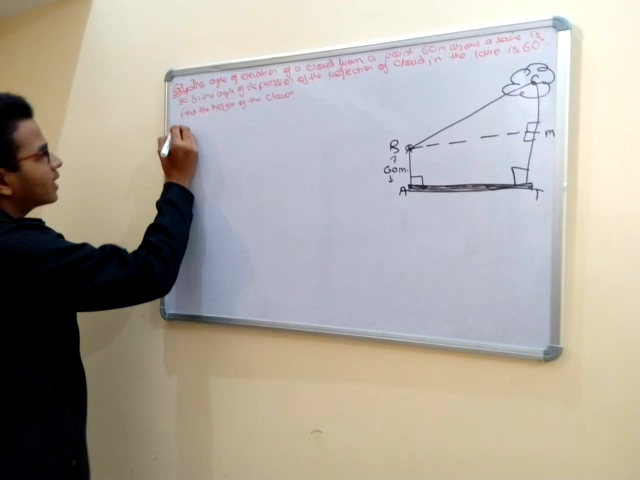 The angle of elevation of a cloud from a point 60m above a lake is
30 & the angle of depression of the reflection of cloud in the lake is 60°
find the height of the cloud
C
B
M
60m
A
T